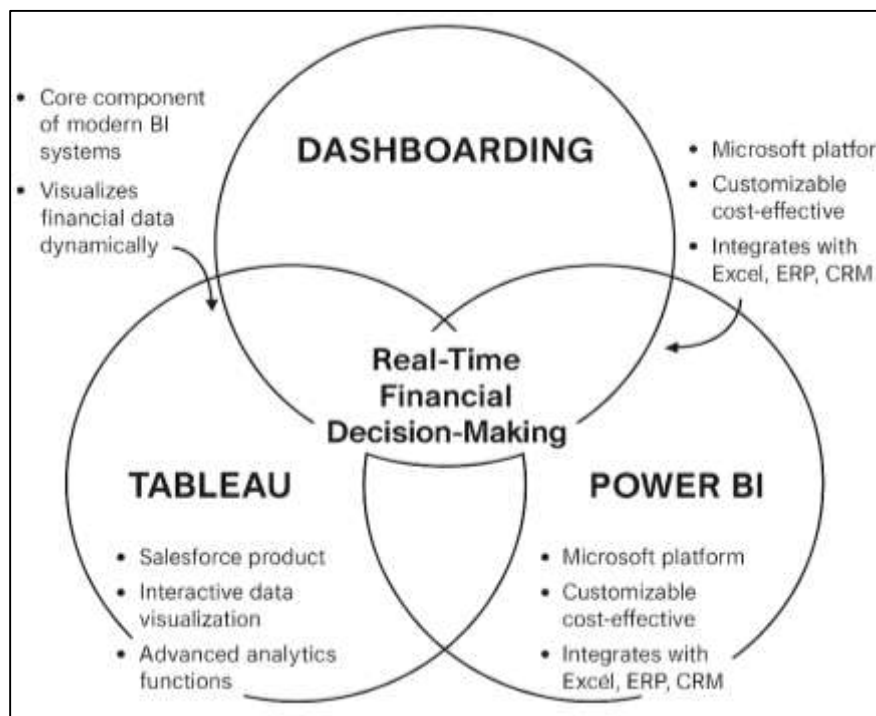 • Core component
of modern BI
systems
• Visualizes
financial data
dynamically
DASHBOARDING
• Microsoft platfor
• Customizable
cost-effective
• Integrates with
Excel, ERP, CRM
Real-Time
Financial
Decision-Making
TABLEAU
• Salesforce product
• Interactive data
visualization
• Advanced analytics
functions
POWER BI
• Microsoft platform
• Customizable
cost-effective
• Integrates with
Excel, ERP, CRM